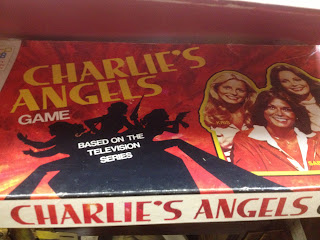 CHARLIE'S
ANGELS
GAME
BASED ON THE
TELEVISION
SERIES
CHARLIE'S ANGELS